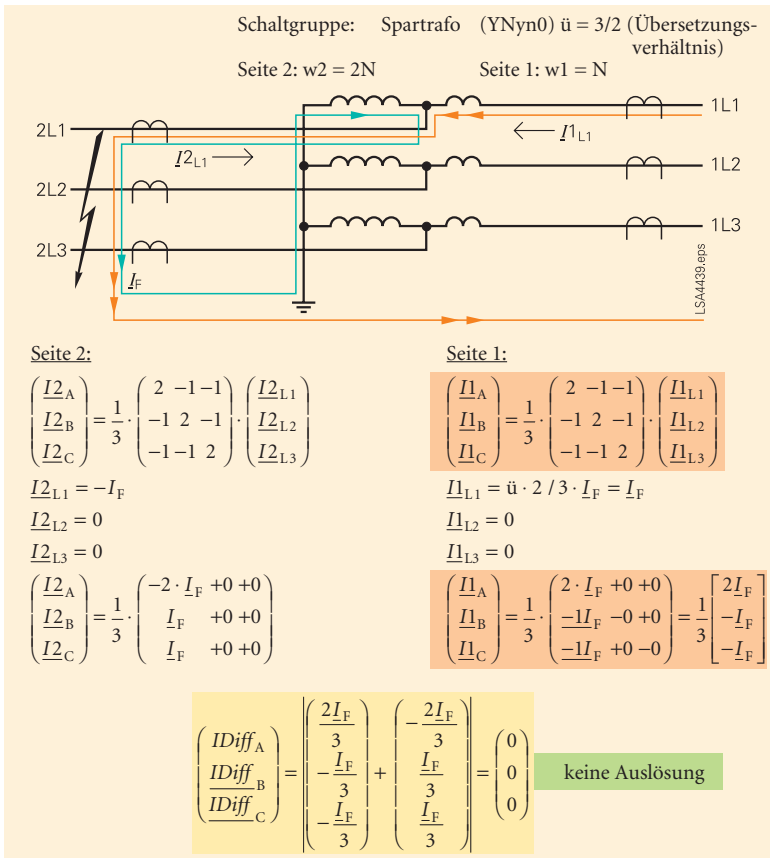 Schaltgruppe: Spartrafo (YNyn0) ü = 3/2 (Übersetzungs-
verhältnis)
Seite 2: w2 = 2N Seite 1: w1 = N
1L1
2L1
I2L1 → ← I1L1
1L2
2L2
1L3
2L3
IF
LSA4439.eps
Seite 2: Seite 1:
(I2A) = 1/3 · (2 −1 −1) · (I2L1)
(I2B) (−1 2 −1) (I2L2)
(I2C) (−1 −1 2) (I2L3)
(I1A) = 1/3 · (2 −1 −1) · (I1L1)
(I1B) (−1 2 −1) (I1L2)
(I1C) (−1 −1 2) (I1L3)
I2L1 = −IF
I2L2 = 0
I2L3 = 0
I1L1 = ü · 2 / 3 · IF = IF
I1L2 = 0
I1L3 = 0
(I2A) = 1/3 · (−2 · IF +0 +0)
(I2B) (IF +0 +0)
(I2C) (IF +0 +0)
(I1A) = 1/3 · (2 · IF +0 +0) = 1/3 [2IF]
(I1B) (−1IF −0 +0) [−IF]
(I1C) (−1IF +0 −0) [−IF]
(IDiffA) = |(2IF/3) + (−2IF/3)| = (0)
(IDiffB) (−IF/3) (IF/3) (0)
(IDiffC) (−IF/3) (IF/3) (0)
keine Auslösung